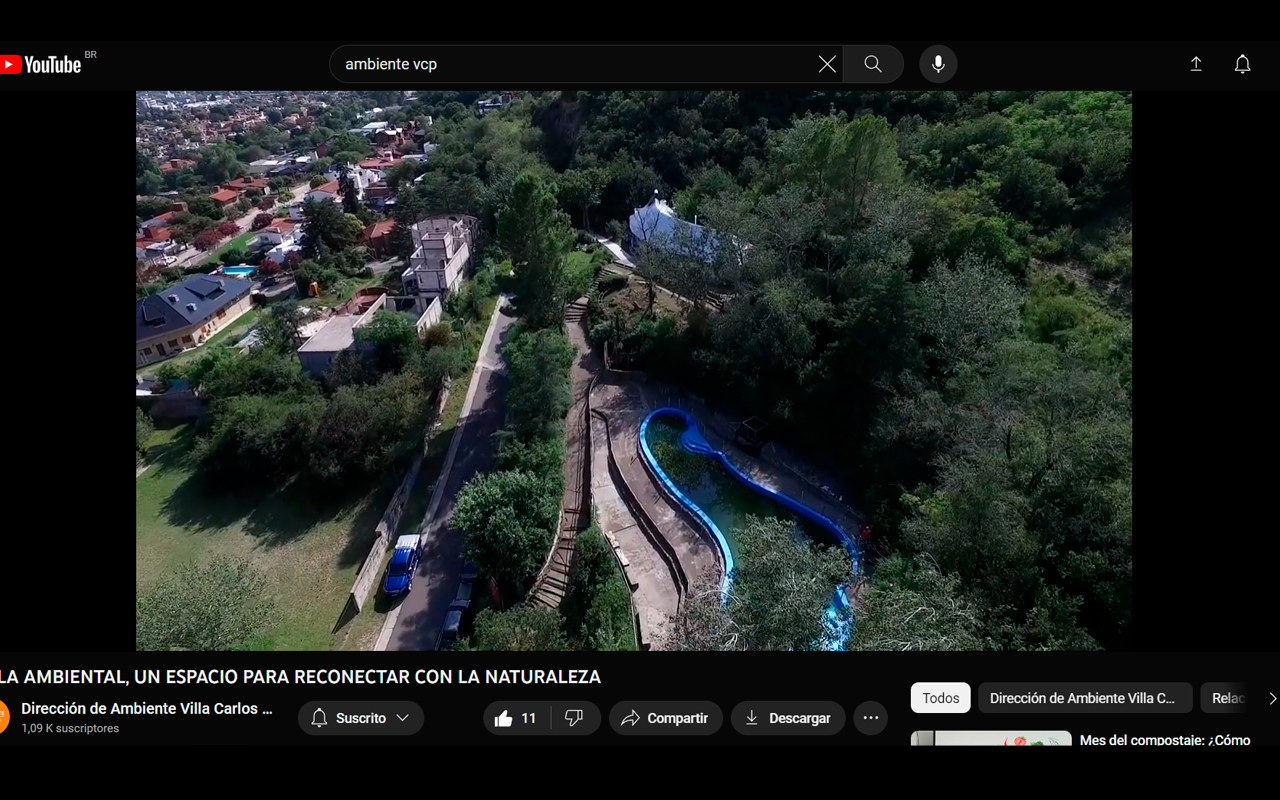 YouTube BR
ambiente vcp
LA AMBIENTAL, UN ESPACIO PARA RECONECTAR CON LA NATURALEZA
Dirección de Ambiente Villa Carlos ...
1,09 K suscriptores
Suscrito
11
Compartir
Descargar
Todos
Dirección de Ambiente Villa C...
Relac
Mes del compostaje: ¿Cómo